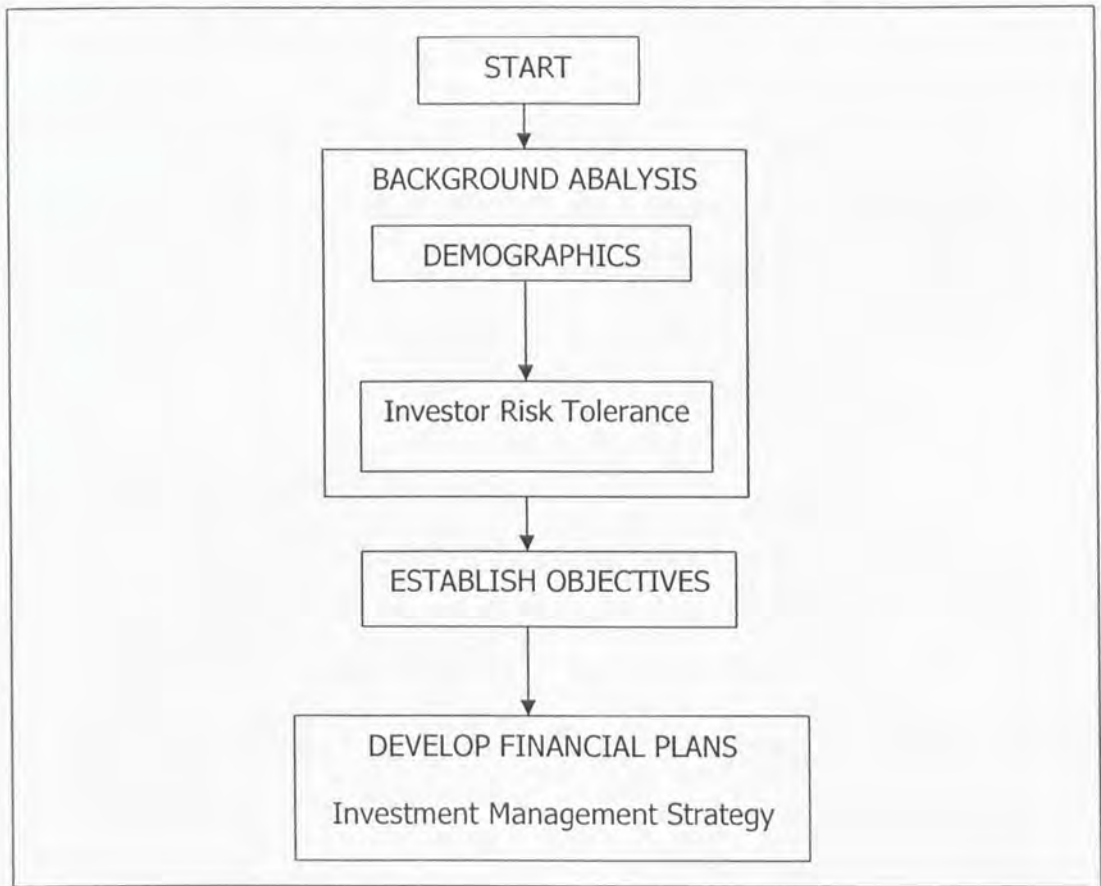 START
BACKGROUND ABALYSIS
DEMOGRAPHICS
Investor Risk Tolerance
ESTABLISH OBJECTIVES
DEVELOP FINANCIAL PLANS
Investment Management Strategy